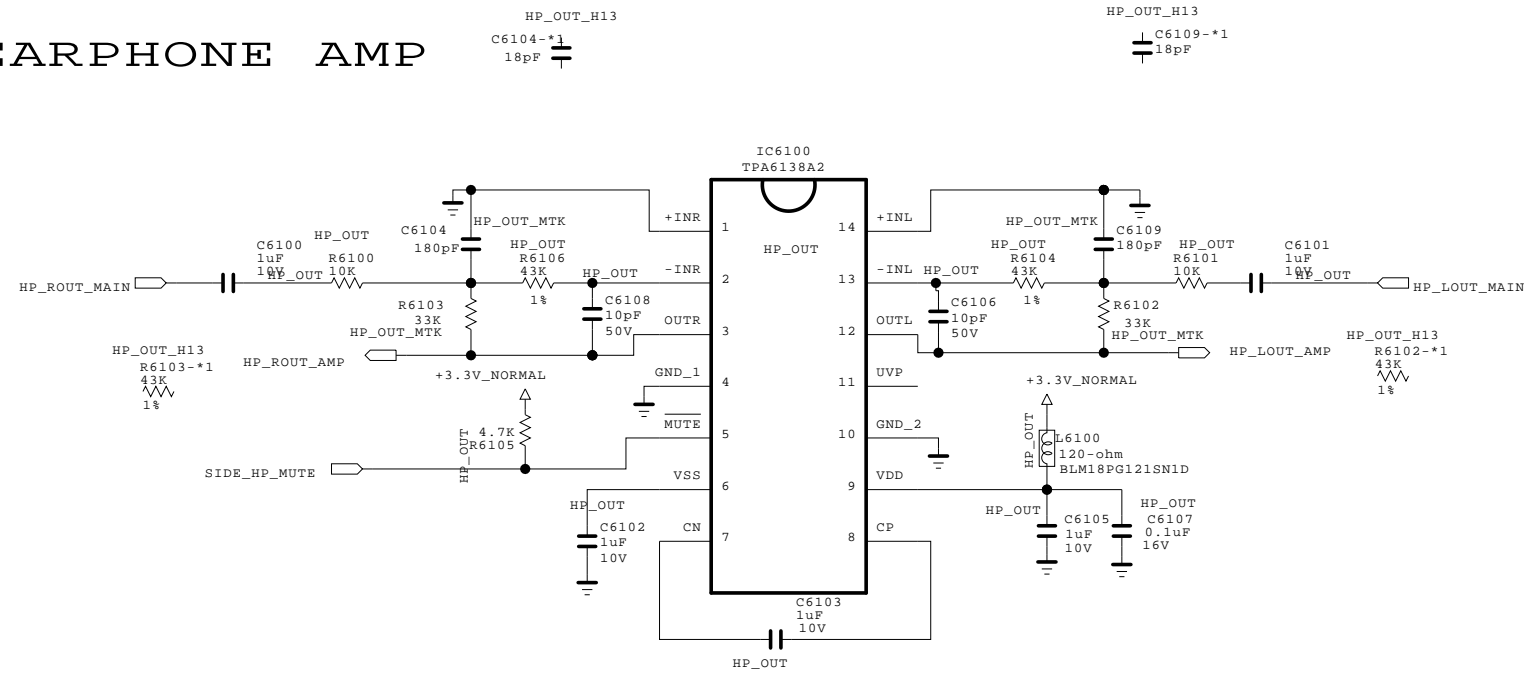 HP_OUT_H13
C6104-*1
18pF
HP_OUT_H13
C6109-*1
18pF
EARPHONE AMP
IC6100
TPA6138A2
HP_OUT
+INR
1
-INR
2
OUTR
3
GND_1
4
MUTE
5
VSS
6
CN
7
14
+INL
13
-INL
12
OUTL
11
UVP
10
GND_2
9
VDD
8
CP
HP_ROUT_MAIN
C6100
1uF
10V
HP_OUT
HP_OUT
R6100
10K
C6104
180pF
HP_OUT_MTK
HP_OUT
R6106
43K
1%
HP_OUT
C6108
10pF
50V
R6103
33K
HP_OUT_MTK
HP_ROUT_AMP
HP_OUT_H13
R6103-*1
43K
1%
+3.3V_NORMAL
4.7K
R6105
HP_OUT
SIDE_HP_MUTE
HP_OUT
C6102
1uF
10V
C6103
1uF
10V
HP_OUT
HP_OUT
C6106
10pF
50V
HP_OUT
R6104
43K
1%
HP_OUT_MTK
C6109
180pF
HP_OUT
R6101
10K
C6101
1uF
10V
HP_OUT
HP_LOUT_MAIN
R6102
33K
HP_OUT_MTK
HP_LOUT_AMP
HP_OUT_H13
R6102-*1
43K
1%
+3.3V_NORMAL
HP_OUT
L6100
120-ohm
BLM18PG121SN1D
HP_OUT
C6105
1uF
10V
HP_OUT
C6107
0.1uF
16V